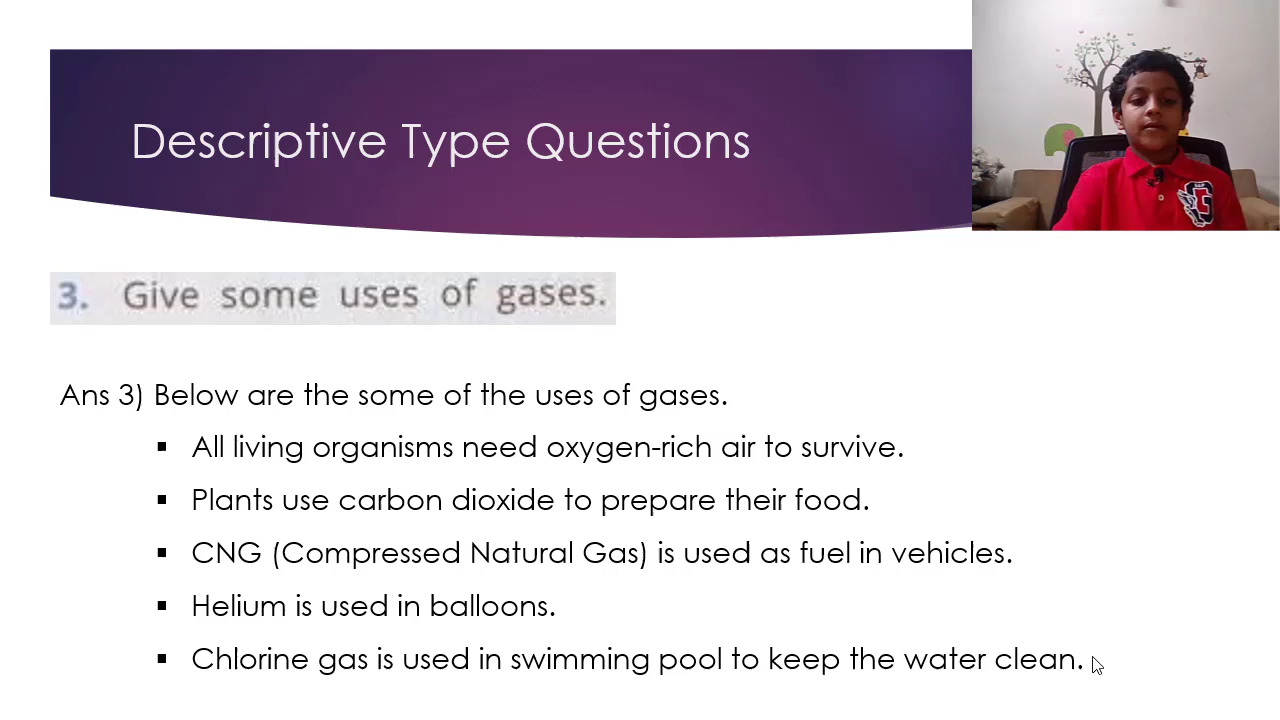 Descriptive Type Questions
3. Give some uses of gases.
Ans 3) Below are the some of the uses of gases.
▪ All living organisms need oxygen-rich air to survive.
▪ Plants use carbon dioxide to prepare their food.
▪ CNG (Compressed Natural Gas) is used as fuel in vehicles.
▪ Helium is used in balloons.
▪ Chlorine gas is used in swimming pool to keep the water clean.
G